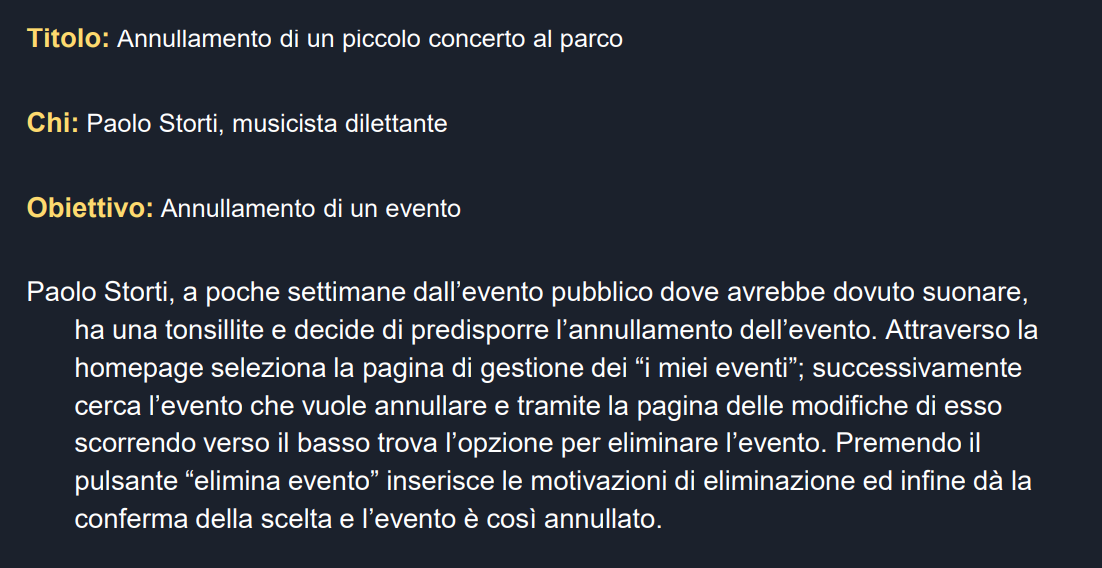 Titolo: Annullamento di un piccolo concerto al parco
Chi: Paolo Storti, musicista dilettante
Obiettivo: Annullamento di un evento
Paolo Storti, a poche settimane dall’evento pubblico dove avrebbe dovuto suonare,
ha una tonsillite e decide di predisporre l’annullamento dell’evento. Attraverso la
homepage seleziona la pagina di gestione dei “i miei eventi”; successivamente
cerca l’evento che vuole annullare e tramite la pagina delle modifiche di esso
scorrendo verso il basso trova l’opzione per eliminare l’evento. Premendo il
pulsante “elimina evento” inserisce le motivazioni di eliminazione ed infine dà la
conferma della scelta e l’evento è così annullato.